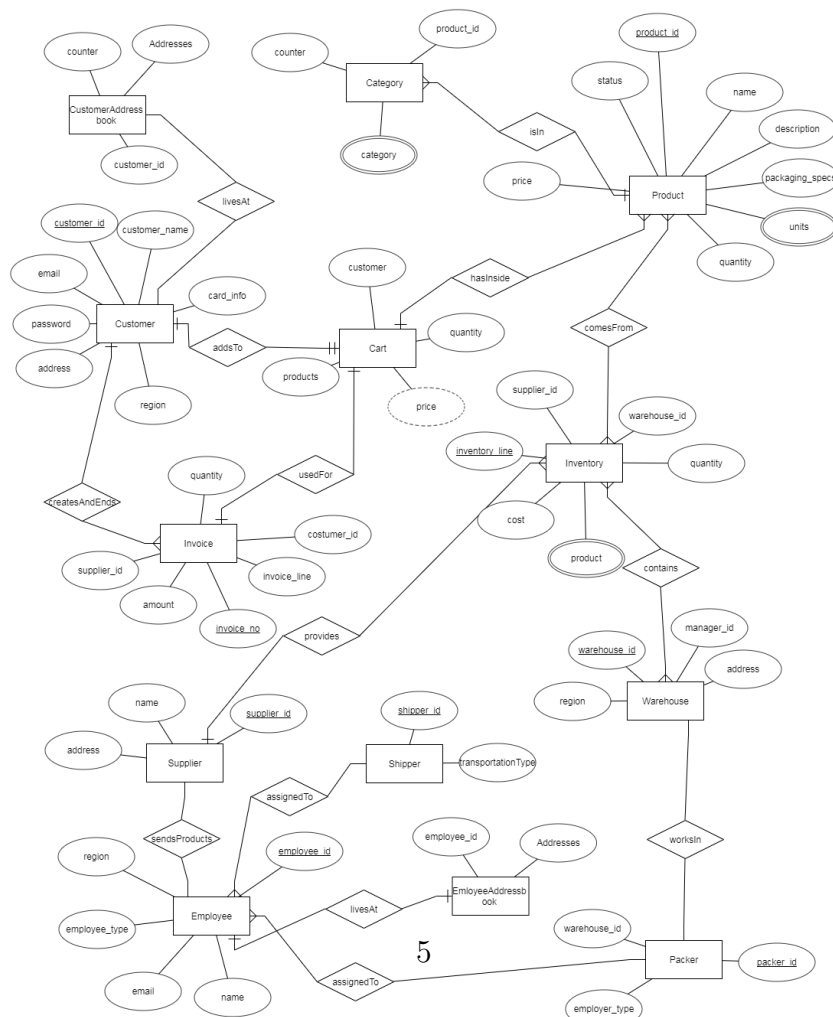 product_id
Addresses
product_id
counter
counter
status
name
Category
CustomerAddress
book
description
isIn
category
customer_id
packaging_specs
price
Product
livesAt
units
customer_id
customer_name
customer
quantity
hasInside
email
card_info
quantity
comesFrom
password
Customer
Cart
addsTo
address
products
supplier_id
region
price
warehouse_id
inventory_line
quantity
usedFor
Inventory
quantity
createsAndEnds
cost
costumer_id
Invoice
product
supplier_id
invoice_line
contains
amount
invoice_no
manager_id
provides
warehouse_id
address
name
supplier_id
shipper_id
region
Warehouse
address
Supplier
Shipper
transportationType
assignedTo
sendsProducts
employee_id
Addresses
worksIn
employee_id
region
EmloyeeAddressb
ook
livesAt
Employee
employee_type
5
warehouse_id
Packer
packer_id
email
name
assignedTo
employer_type